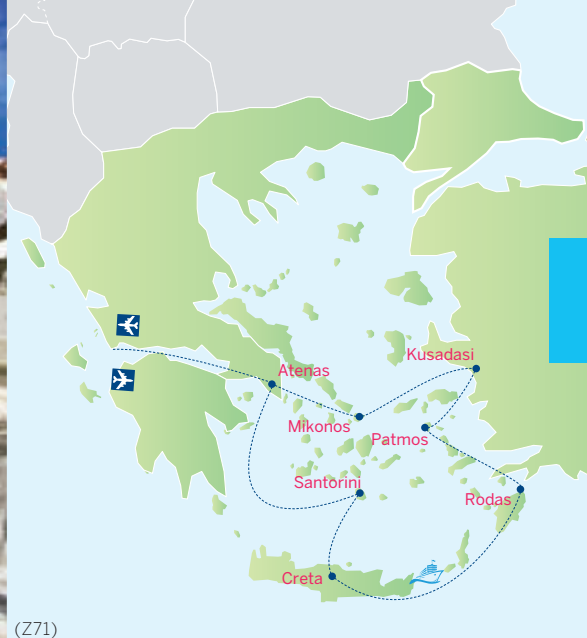 Kusadasi
Atenas
Mikonos
Patmos
Santorini
Rodas
Creta
(Z71)